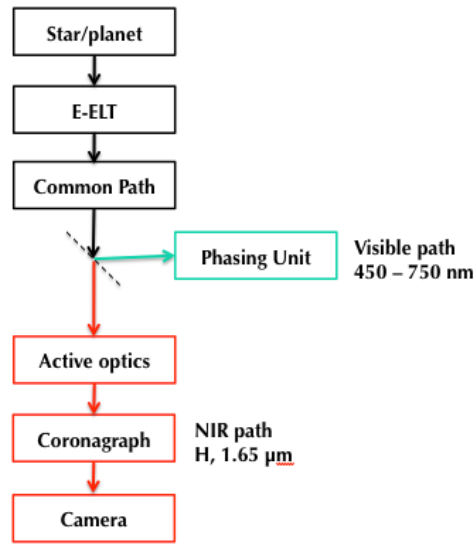 Star/planet
E-ELT
Common Path
Phasing Unit
Visible path
450 – 750 nm
Active optics
Coronagraph
NIR path
H, 1.65 µm
Camera